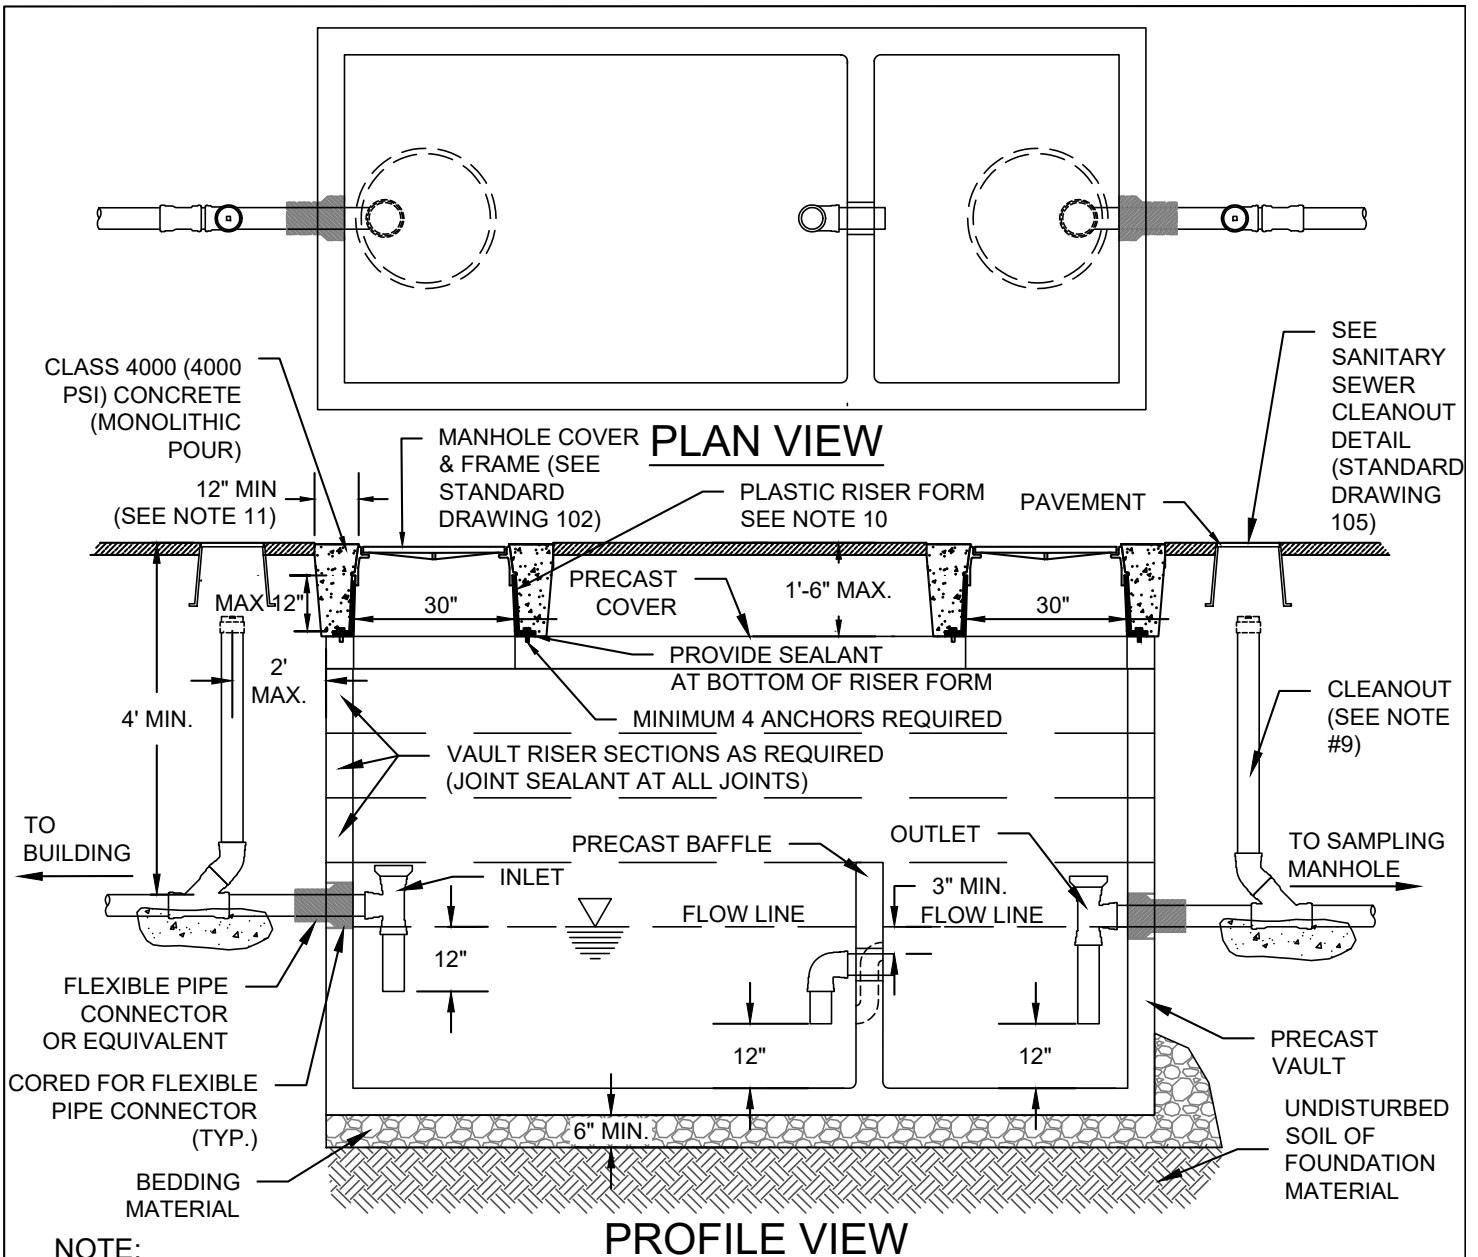 CLASS 4000 (4000
PSI) CONCRETE
(MONOLITHIC
POUR)
12" MIN
(SEE NOTE 11)
MANHOLE COVER
& FRAME (SEE
STANDARD
DRAWING 102)
PLAN VIEW
PLASTIC RISER FORM
SEE NOTE 10
PAVEMENT
SEE
SANITARY
SEWER
CLEANOUT
DETAIL
(STANDARD
DRAWING
105)
MAX 12"
30"
PRECAST
COVER
1'-6" MAX.
30"
2'
MAX.
4' MIN.
PROVIDE SEALANT
AT BOTTOM OF RISER FORM
MINIMUM 4 ANCHORS REQUIRED
VAULT RISER SECTIONS AS REQUIRED
(JOINT SEALANT AT ALL JOINTS)
CLEANOUT
(SEE NOTE
#9)
TO
BUILDING
INLET
PRECAST BAFFLE
OUTLET
TO SAMPLING
MANHOLE
FLOW LINE
3" MIN.
FLOW LINE
12"
FLEXIBLE PIPE
CONNECTOR
OR EQUIVALENT
12"
12"
PRECAST
VAULT
CORED FOR FLEXIBLE
PIPE CONNECTOR
(TYP.)
6" MIN.
UNDISTURBED
SOIL OF
FOUNDATION
MATERIAL
BEDDING
MATERIAL
PROFILE VIEW
NOTE: